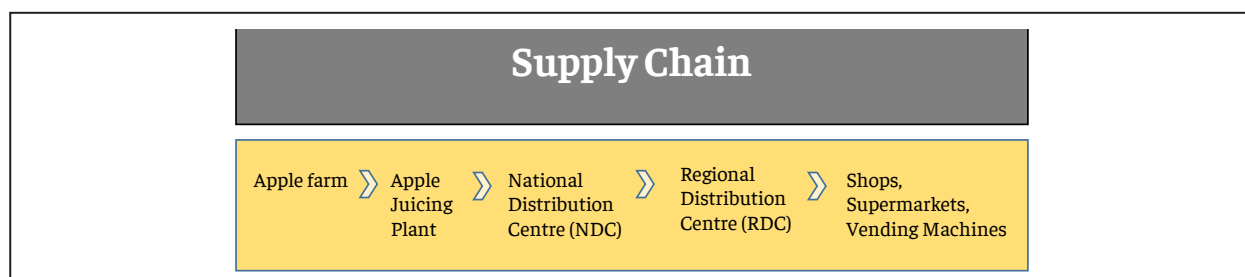 Supply Chain
Apple farm
Apple
Juicing
Plant
National
Distribution
Centre (NDC)
Regional
Distribution
Centre (RDC)
Shops,
Supermarkets,
Vending Machines